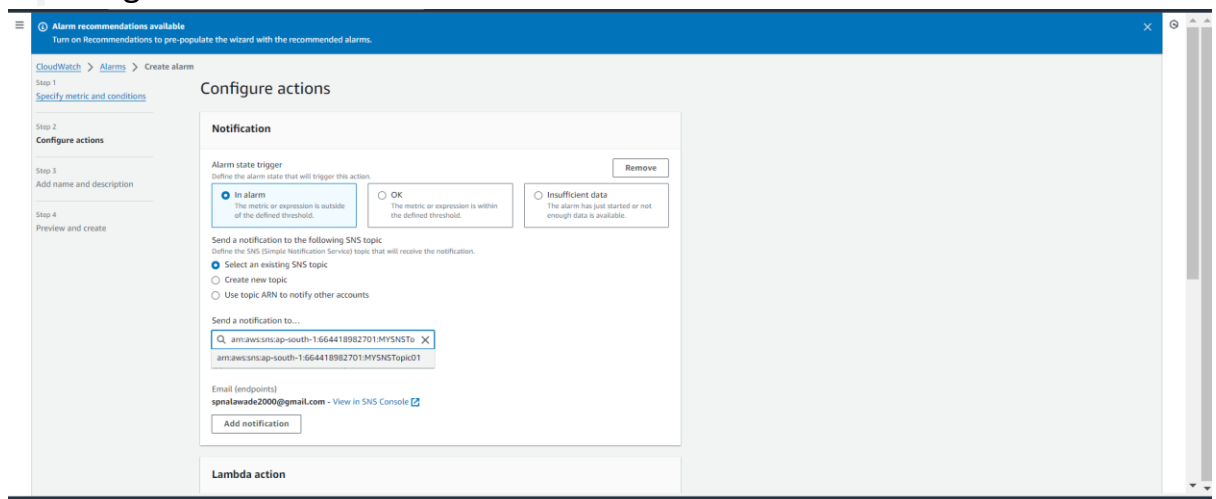 Alarm recommendations available
Turn on Recommendations to pre-populate the wizard with the recommended alarms.
CloudWatch > Alarms > Create alarm
Step 1
Specify metric and conditions
Step 2
Configure actions
Step 3
Add name and description
Step 4
Preview and create
Configure actions
Notification
Alarm state trigger
Define the alarm state that will trigger this action.
Remove
In alarm
The metric or expression is outside
of the defined threshold.
OK
The metric or expression is within
the defined threshold.
Insufficient data
The alarm has just started or not
enough data is available.
Send a notification to the following SNS topic
Define the SNS (Simple Notification Service) topic that will receive the notification.
Select an existing SNS topic
Create new topic
Use topic ARN to notify other accounts
Send a notification to...
arn:aws:sns:ap-south-1:664418982701:MYSNSTo
arn:aws:sns:ap-south-1:664418982701:MYSNSTopic01
Email (endpoints)
spnalawade2000@gmail.com - View in SNS Console
Add notification
Lambda action